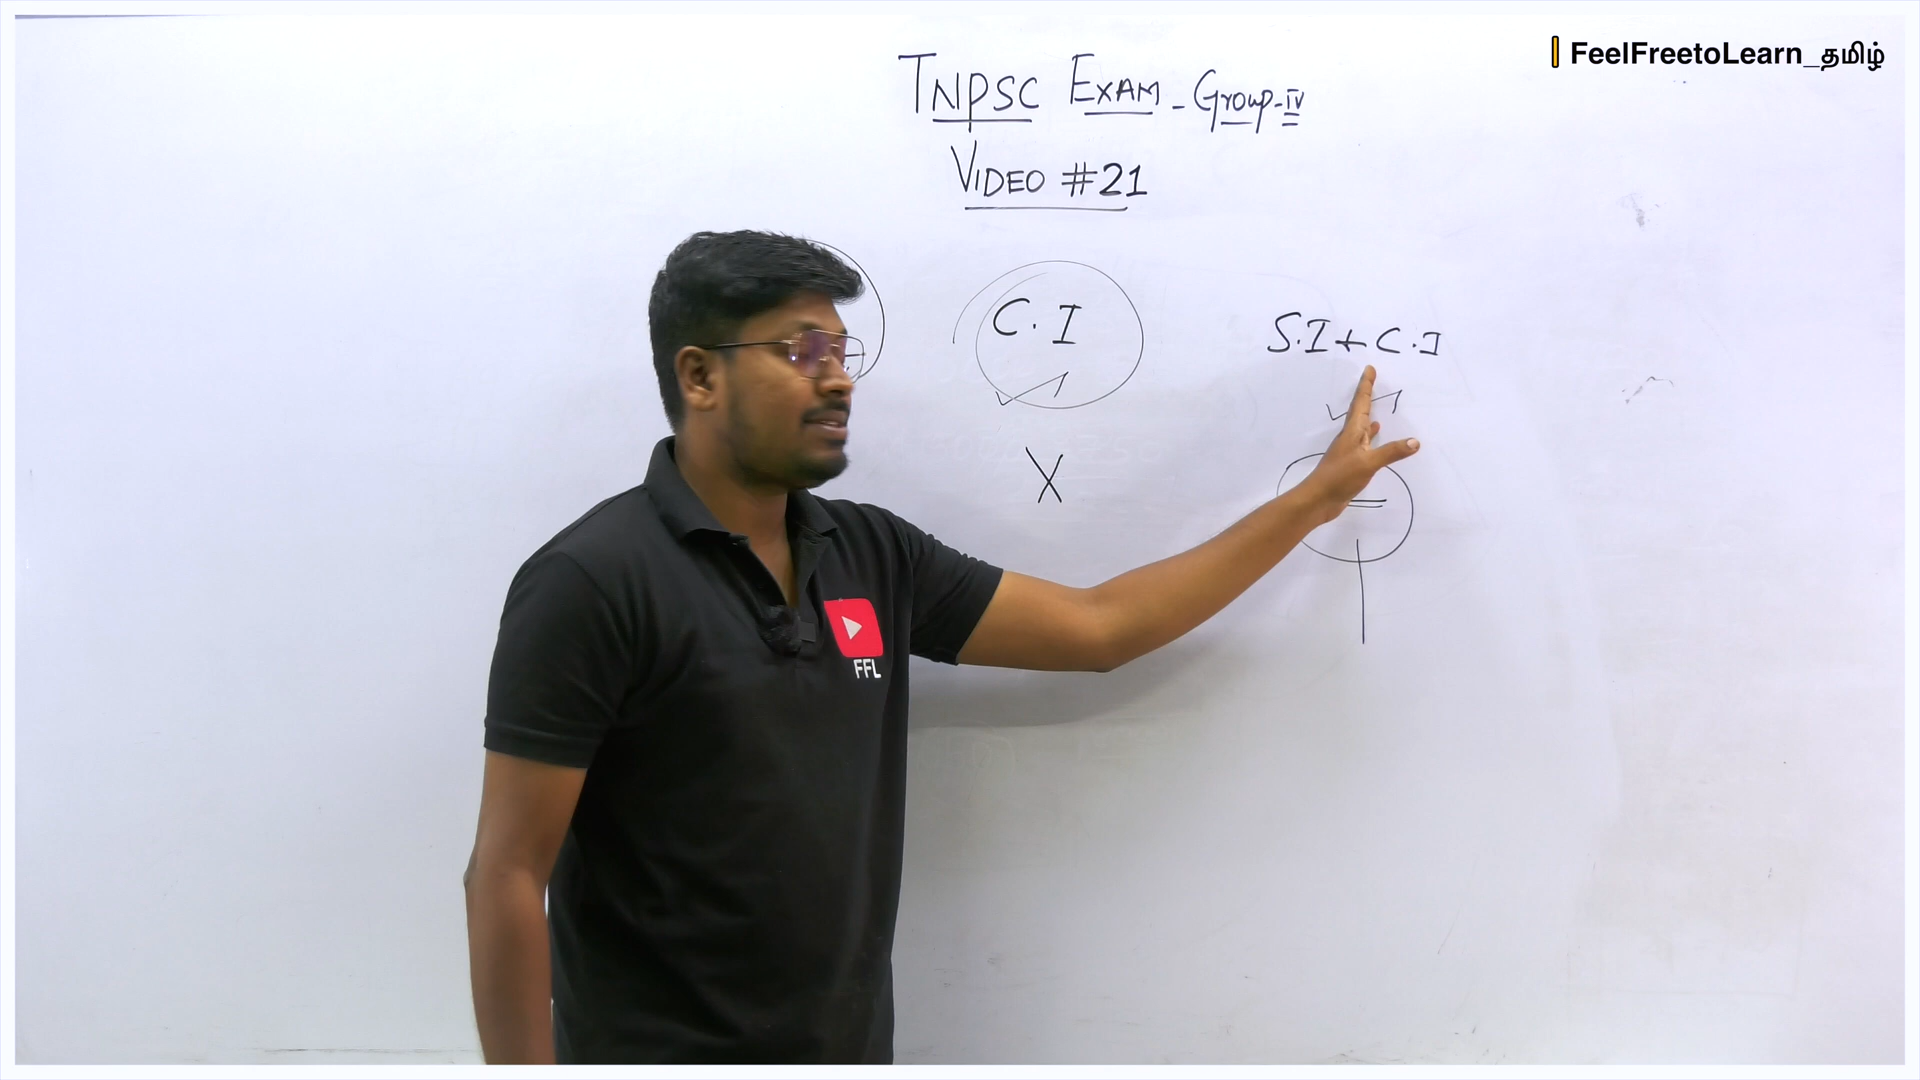 FeelFreetoLearn_தமிழ்
TNPSC EXAM - Group-IV
VIDEO #21
C.I
S.I + C.I
X
FFL